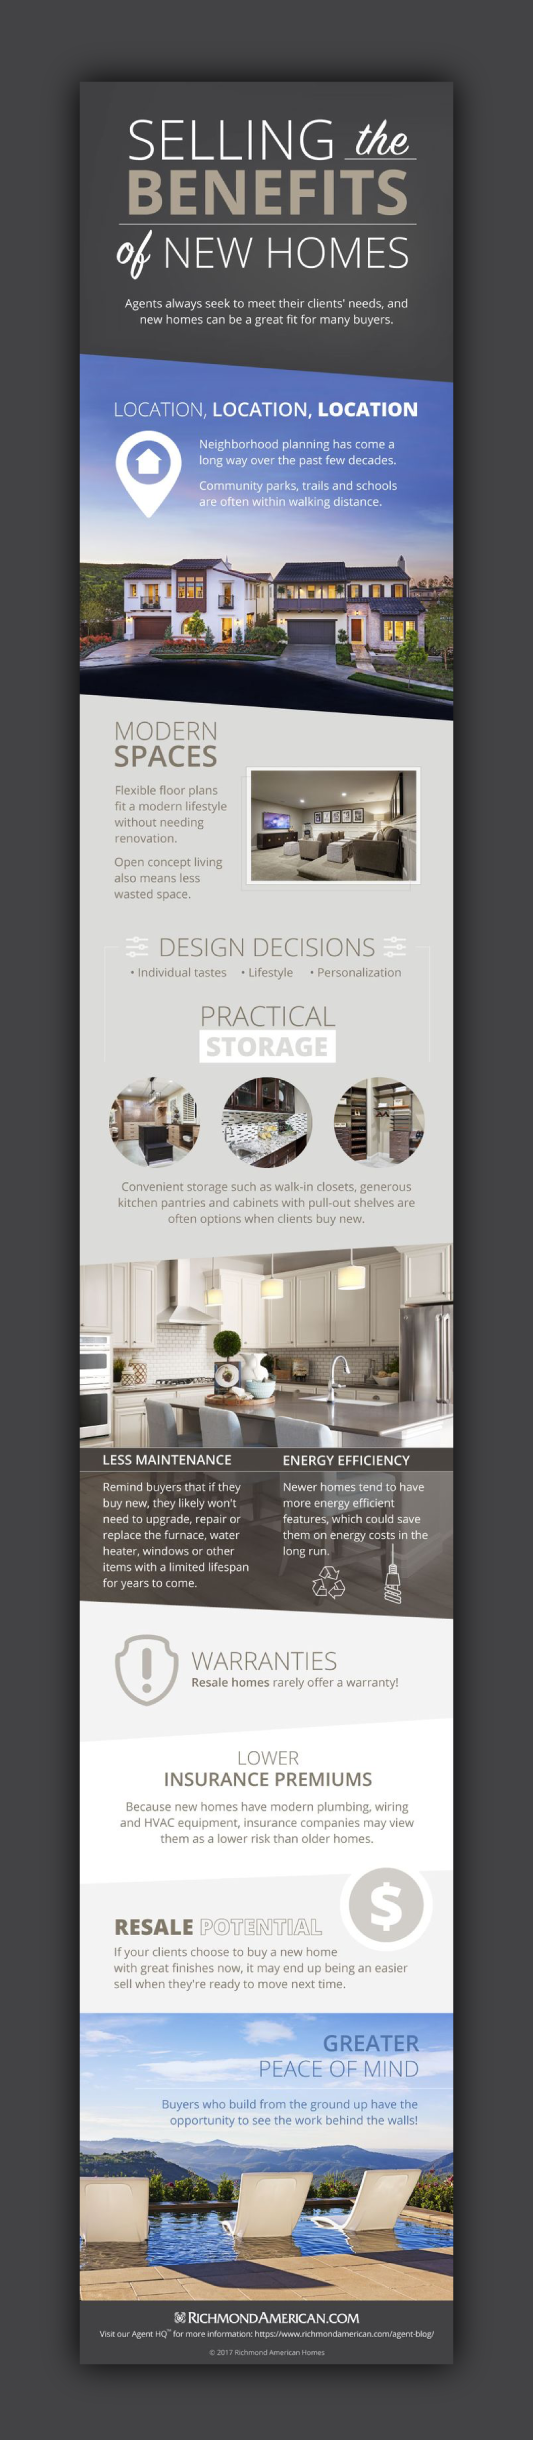 SELLING the
BENEFITS
of NEW HOMES
Agents always seek to meet their clients' needs, and
new homes can be a great fit for many buyers.
LOCATION, LOCATION, LOCATION
Neighborhood planning has come a
long way over the past few decades.
Community parks, trails and schools
are often within walking distance.
MODERN
SPACES
Flexible floor plans
fit a modern lifestyle
without needing
renovation.
Open concept living
also means less
wasted space.
DESIGN DECISIONS
• Individual tastes • Lifestyle • Personalization
PRACTICAL
STORAGE
Convenient storage such as walk-in closets, generous
kitchen pantries and cabinets with pull-out shelves are
often options when clients buy new.
LESS MAINTENANCE
Remind buyers that if they
buy new, they likely won't
need to upgrade, repair or
replace the furnace, water
heater, windows or other
items with a limited lifespan
for years to come.
ENERGY EFFICIENCY
Newer homes tend to have
more energy efficient
features, which could save
them on energy costs in the
long run.
WARRANTIES
Resale homes rarely offer a warranty!
LOWER
INSURANCE PREMIUMS
Because new homes have modern plumbing, wiring
and HVAC equipment, insurance companies may view
them as a lower risk than older homes.
$
RESALE POTENTIAL
If your clients choose to buy a new home
with great finishes now, it may end up being an easier
sell when they're ready to move next time.
GREATER
PEACE OF MIND
Buyers who build from the ground up have the
opportunity to see the work behind the walls!
RICHMONDAMERICAN.COM
Visit our Agent HQ™ for more information: https://www.richmondamerican.com/agent-blog/
© 2017 Richmond American Homes